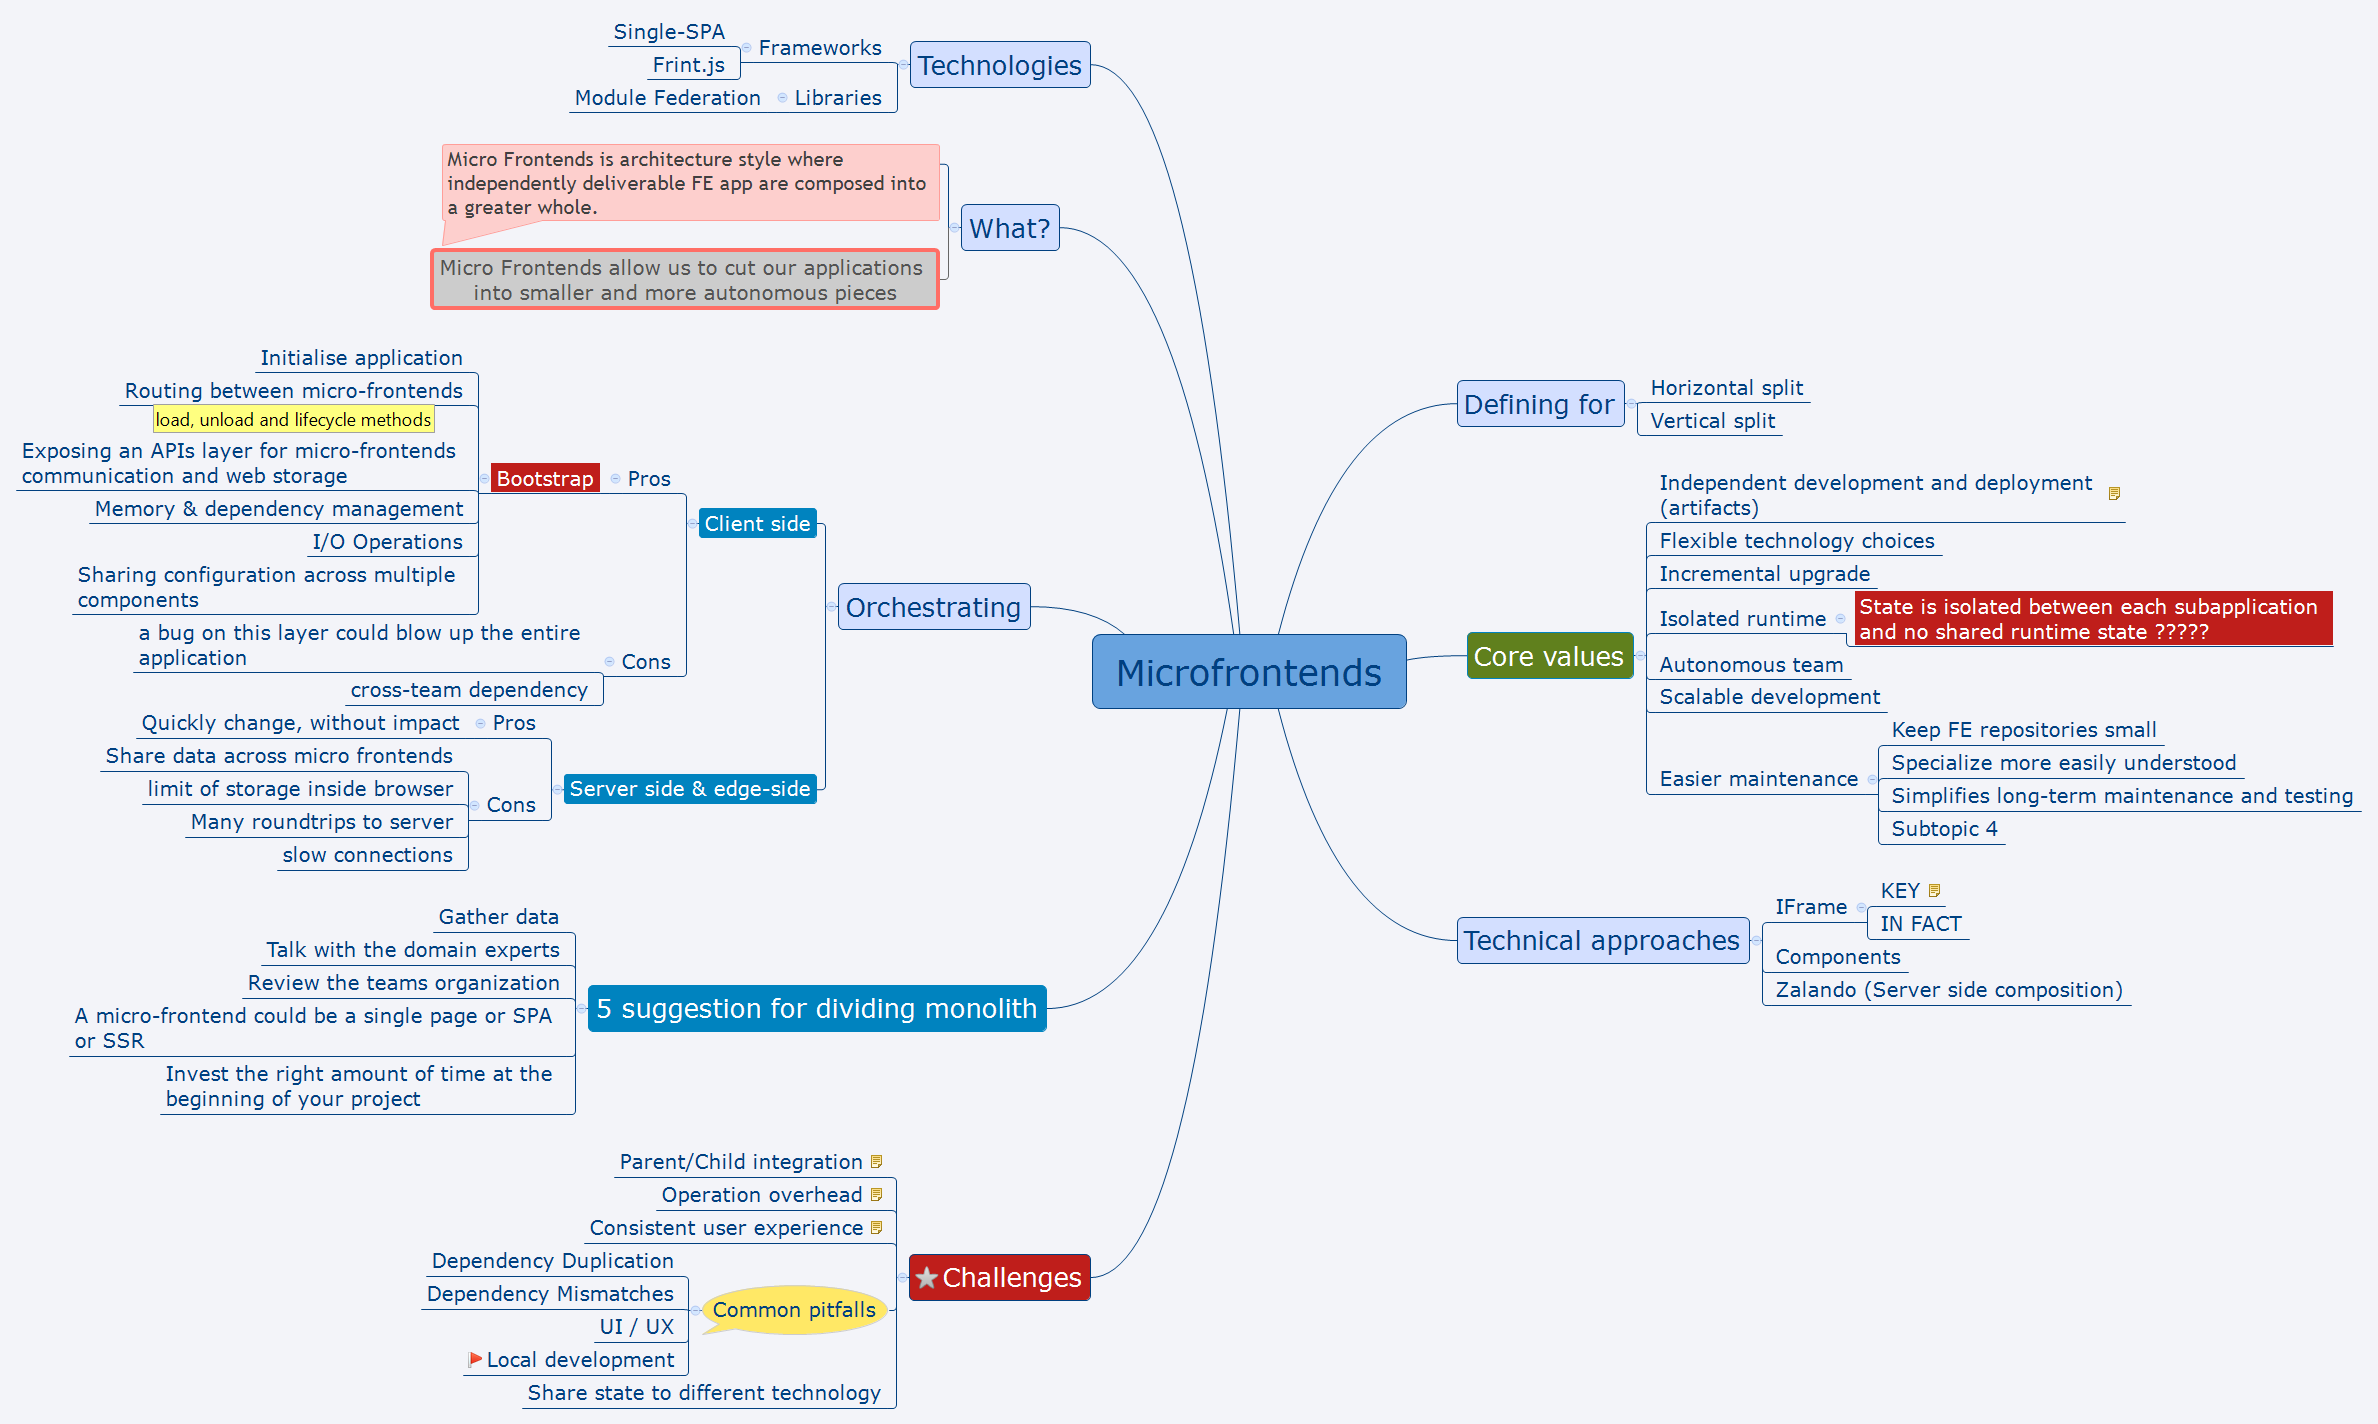 Single-SPA
Frint.js
Frameworks
Module Federation
Libraries
Technologies
Micro Frontends is architecture style where
independently deliverable FE app are composed into
a greater whole.
Micro Frontends allow us to cut our applications
into smaller and more autonomous pieces
What?
Initialise application
Routing between micro-frontends
load, unload and lifecycle methods
Exposing an APIs layer for micro-frontends
communication and web storage
Memory & dependency management
I/O Operations
Sharing configuration across multiple
components
Bootstrap
Pros
a bug on this layer could blow up the entire
application
cross-team dependency
Cons
Client side
Quickly change, without impact
Pros
Share data across micro frontends
limit of storage inside browser
Many roundtrips to server
slow connections
Cons
Server side & edge-side
Orchestrating
Gather data
Talk with the domain experts
Review the teams organization
A micro-frontend could be a single page or SPA
or SSR
Invest the right amount of time at the
beginning of your project
5 suggestion for dividing monolith
Parent/Child integration
Operation overhead
Consistent user experience
Dependency Duplication
Dependency Mismatches
UI / UX
Local development
Common pitfalls
Share state to different technology
Challenges
Microfrontends
Defining for
Horizontal split
Vertical split
Core values
Independent development and deployment
(artifacts)
Flexible technology choices
Incremental upgrade
Isolated runtime
State is isolated between each subapplication
and no shared runtime state ?????
Autonomous team
Scalable development
Easier maintenance
Keep FE repositories small
Specialize more easily understood
Simplifies long-term maintenance and testing
Subtopic 4
Technical approaches
IFrame
KEY
IN FACT
Components
Zalando (Server side composition)